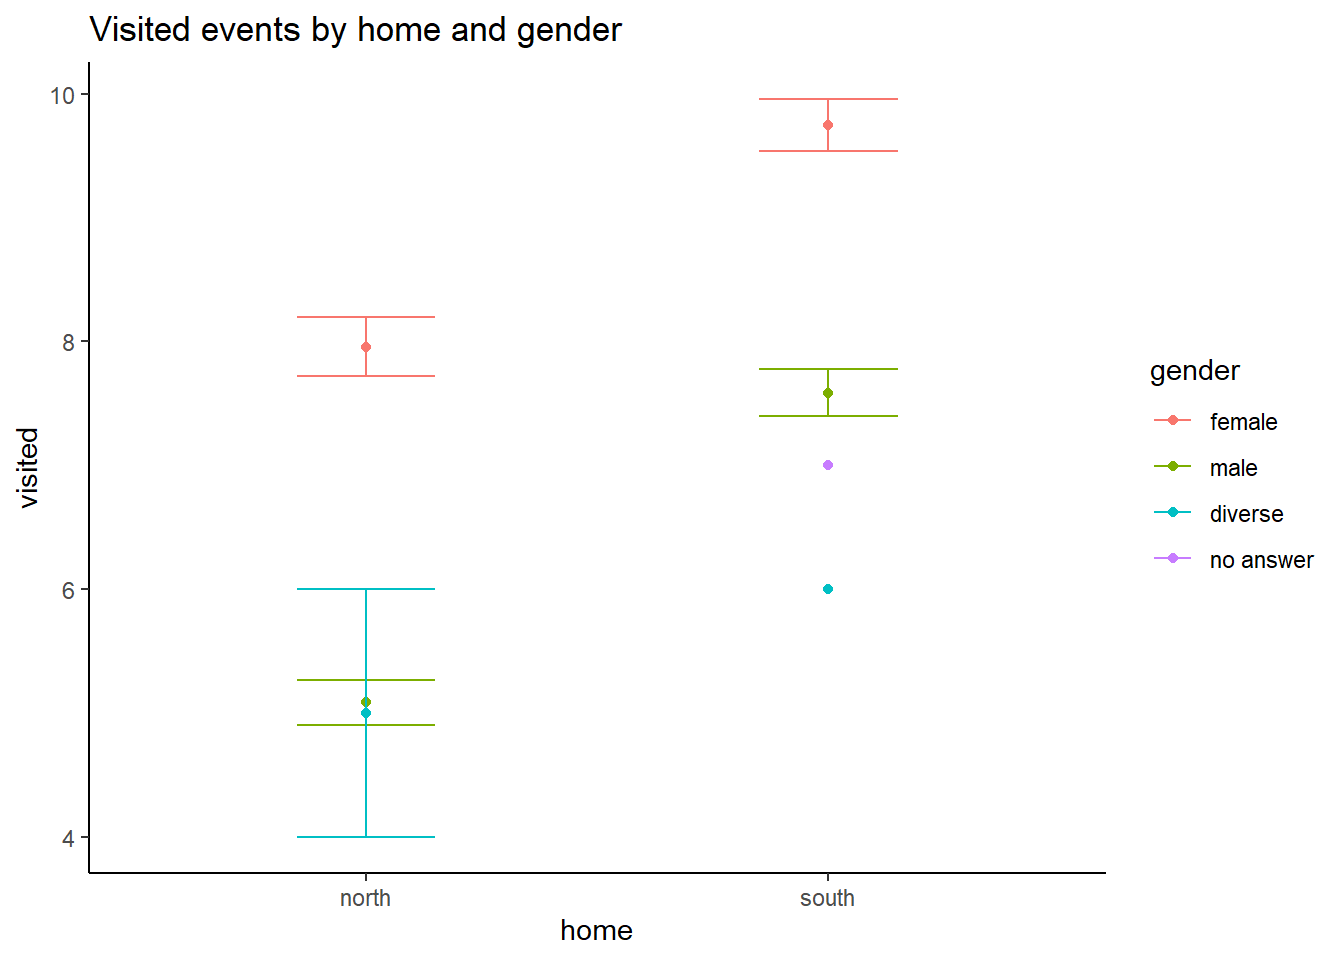 Visited events by home and gender
10
8
6
4
visited
north
south
home
gender
female
male
diverse
no answer